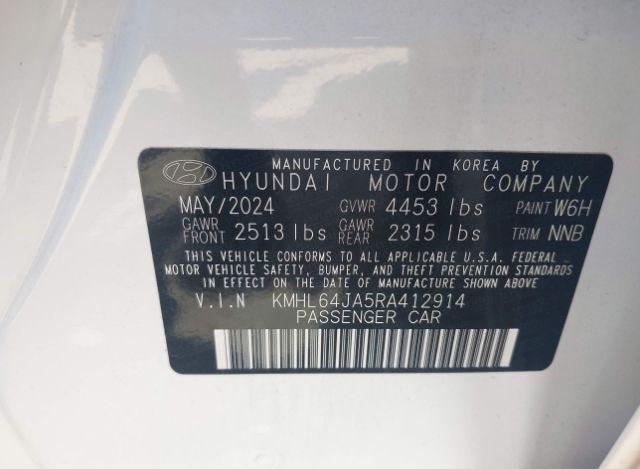 MANUFACTURED IN KOREA BY
HYUNDAI MOTOR COMPANY
MAY/2024 GVWR 4453 lbs PAINT W6H
GAWR FRONT 2513 lbs GAWR REAR 2315 lbs TRIM NNB
THIS VEHICLE CONFORMS TO ALL APPLICABLE U.S.A. FEDERAL
MOTOR VEHICLE SAFETY, BUMPER, AND THEFT PREVENTION STANDARDS
IN EFFECT ON THE DATE OF MANUFACTURE SHOWN ABOVE.
V.I.N KMHL64JA5RA412914
PASSENGER CAR